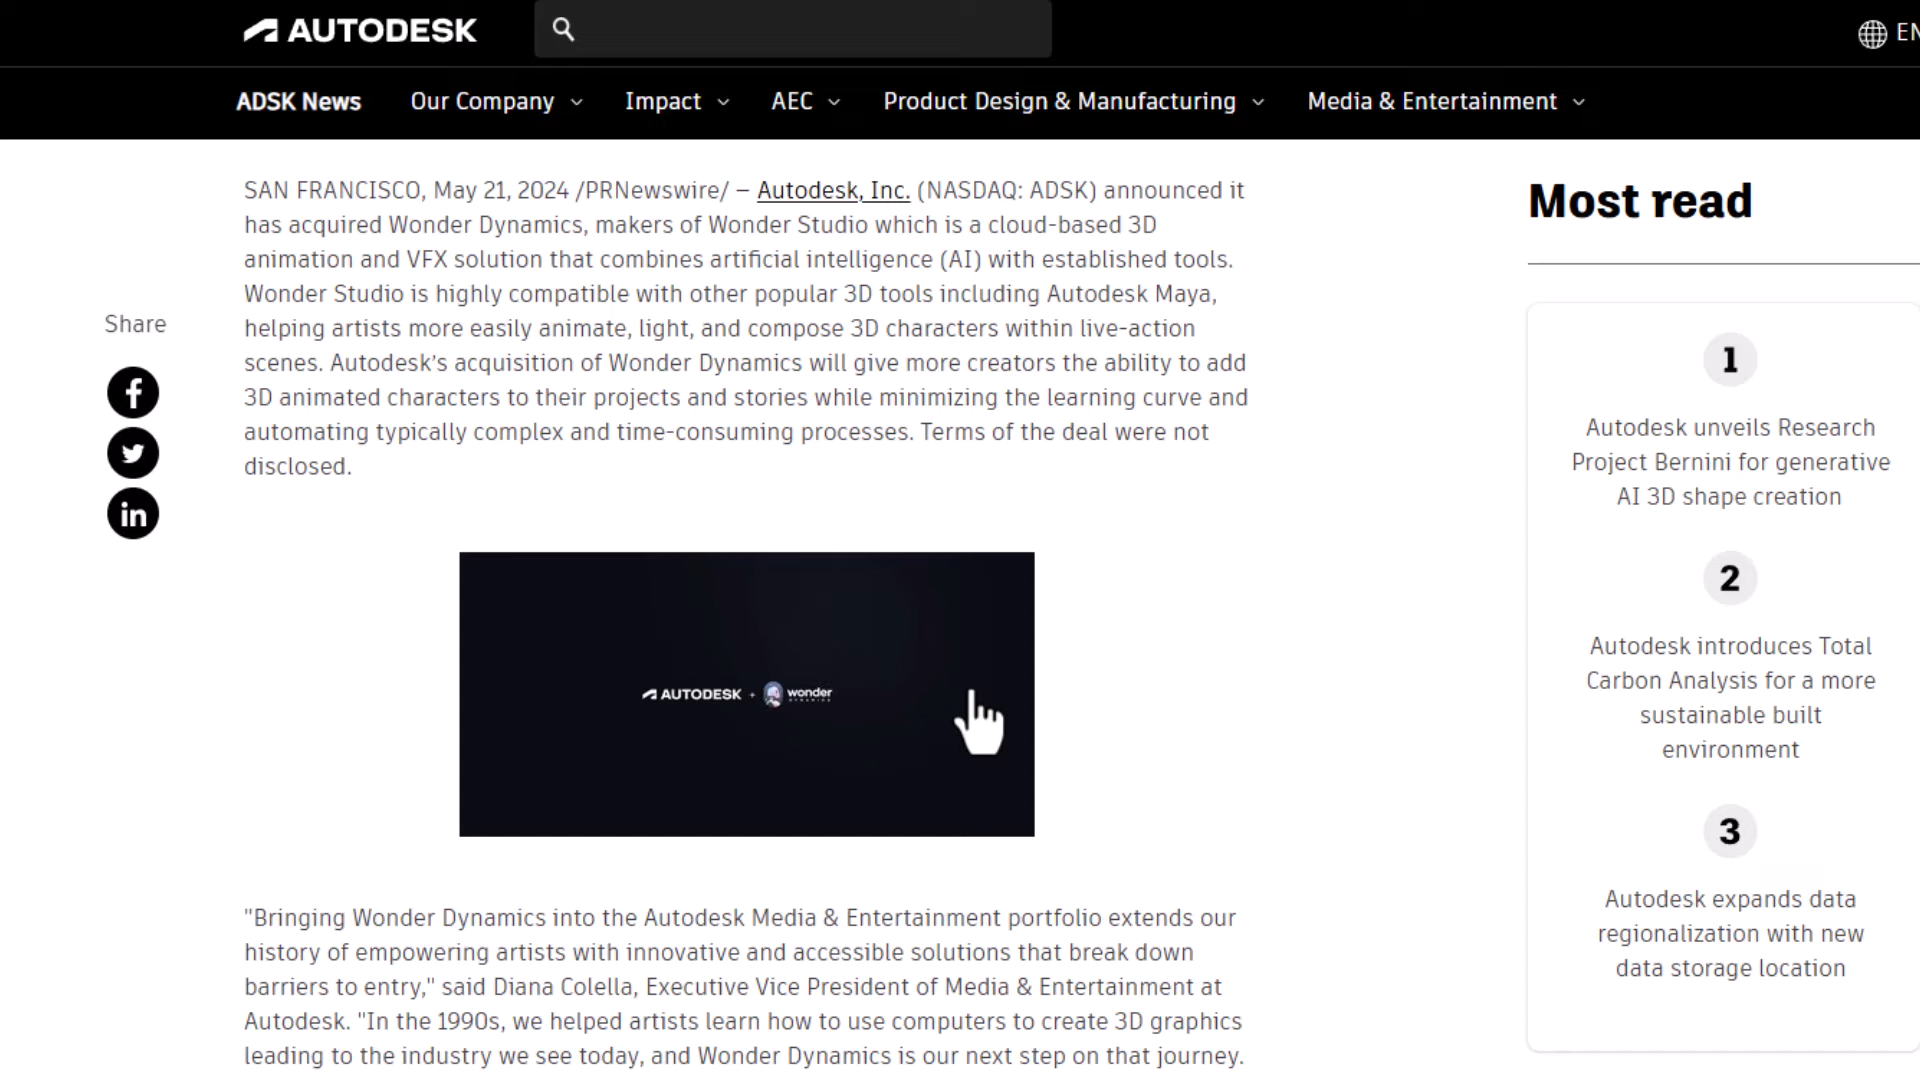 AUTODESK
EN
ADSK News
Our Company
Impact
AEC
Product Design & Manufacturing
Media & Entertainment
SAN FRANCISCO, May 21, 2024 /PRNewswire/ – Autodesk, Inc. (NASDAQ: ADSK) announced it
has acquired Wonder Dynamics, makers of Wonder Studio which is a cloud-based 3D
animation and VFX solution that combines artificial intelligence (AI) with established tools.
Wonder Studio is highly compatible with other popular 3D tools including Autodesk Maya,
helping artists more easily animate, light, and compose 3D characters within live-action
scenes. Autodesk's acquisition of Wonder Dynamics will give more creators the ability to add
3D animated characters to their projects and stories while minimizing the learning curve and
automating typically complex and time-consuming processes. Terms of the deal were not
disclosed.
Share
f
in
AUTODESK + wonder
DYNAMICS
"Bringing Wonder Dynamics into the Autodesk Media & Entertainment portfolio extends our
history of empowering artists with innovative and accessible solutions that break down
barriers to entry," said Diana Colella, Executive Vice President of Media & Entertainment at
Autodesk. "In the 1990s, we helped artists learn how to use computers to create 3D graphics
leading to the industry we see today, and Wonder Dynamics is our next step on that journey.
Most read
1
Autodesk unveils Research
Project Bernini for generative
AI 3D shape creation
2
Autodesk introduces Total
Carbon Analysis for a more
sustainable built
environment
3
Autodesk expands data
regionalization with new
data storage location